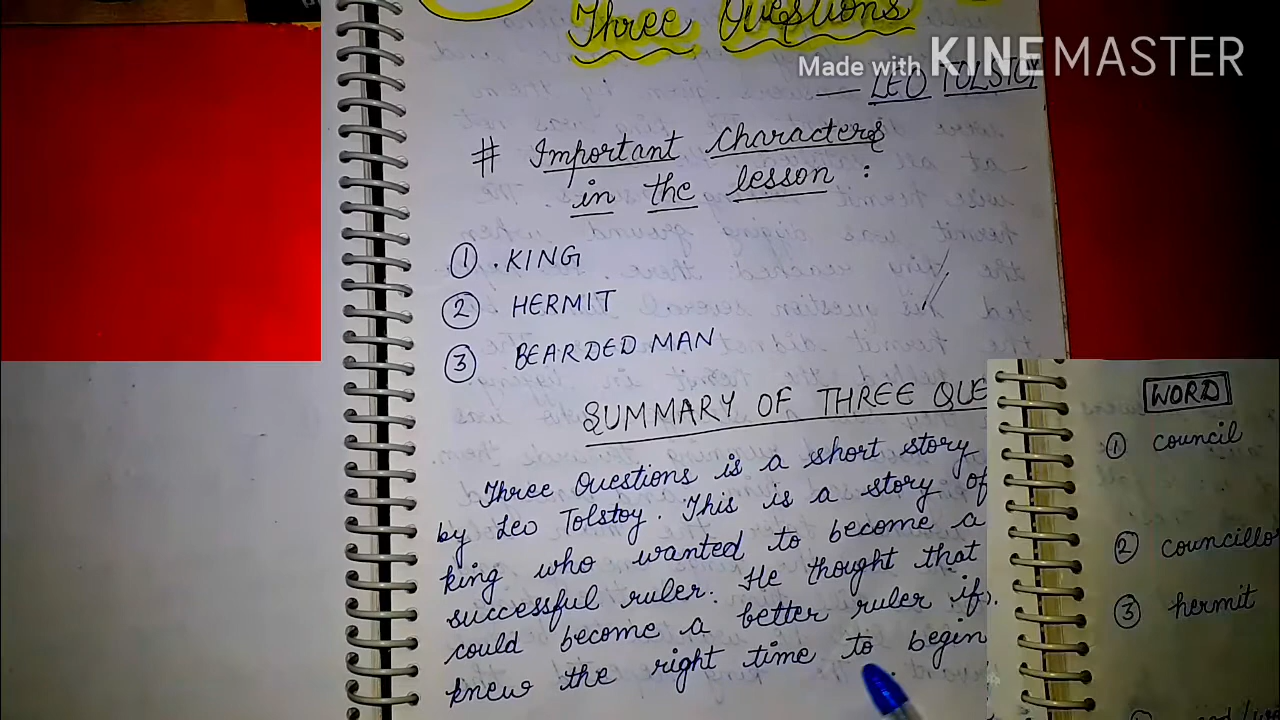 Three Questions
Made with KINEMASTER
— LEO TOLSTOY
# Important characters
in the lesson :
① . KING
② HERMIT
③ BEARDED MAN
SUMMARY OF THREE QUE
Three Questions is a short story
by Leo Tolstoy. This is a story of
king who wanted to become a
successful ruler. He thought that
could become a better ruler if
knew the right time to begin
WORD
① council
② councillo
③ hermit